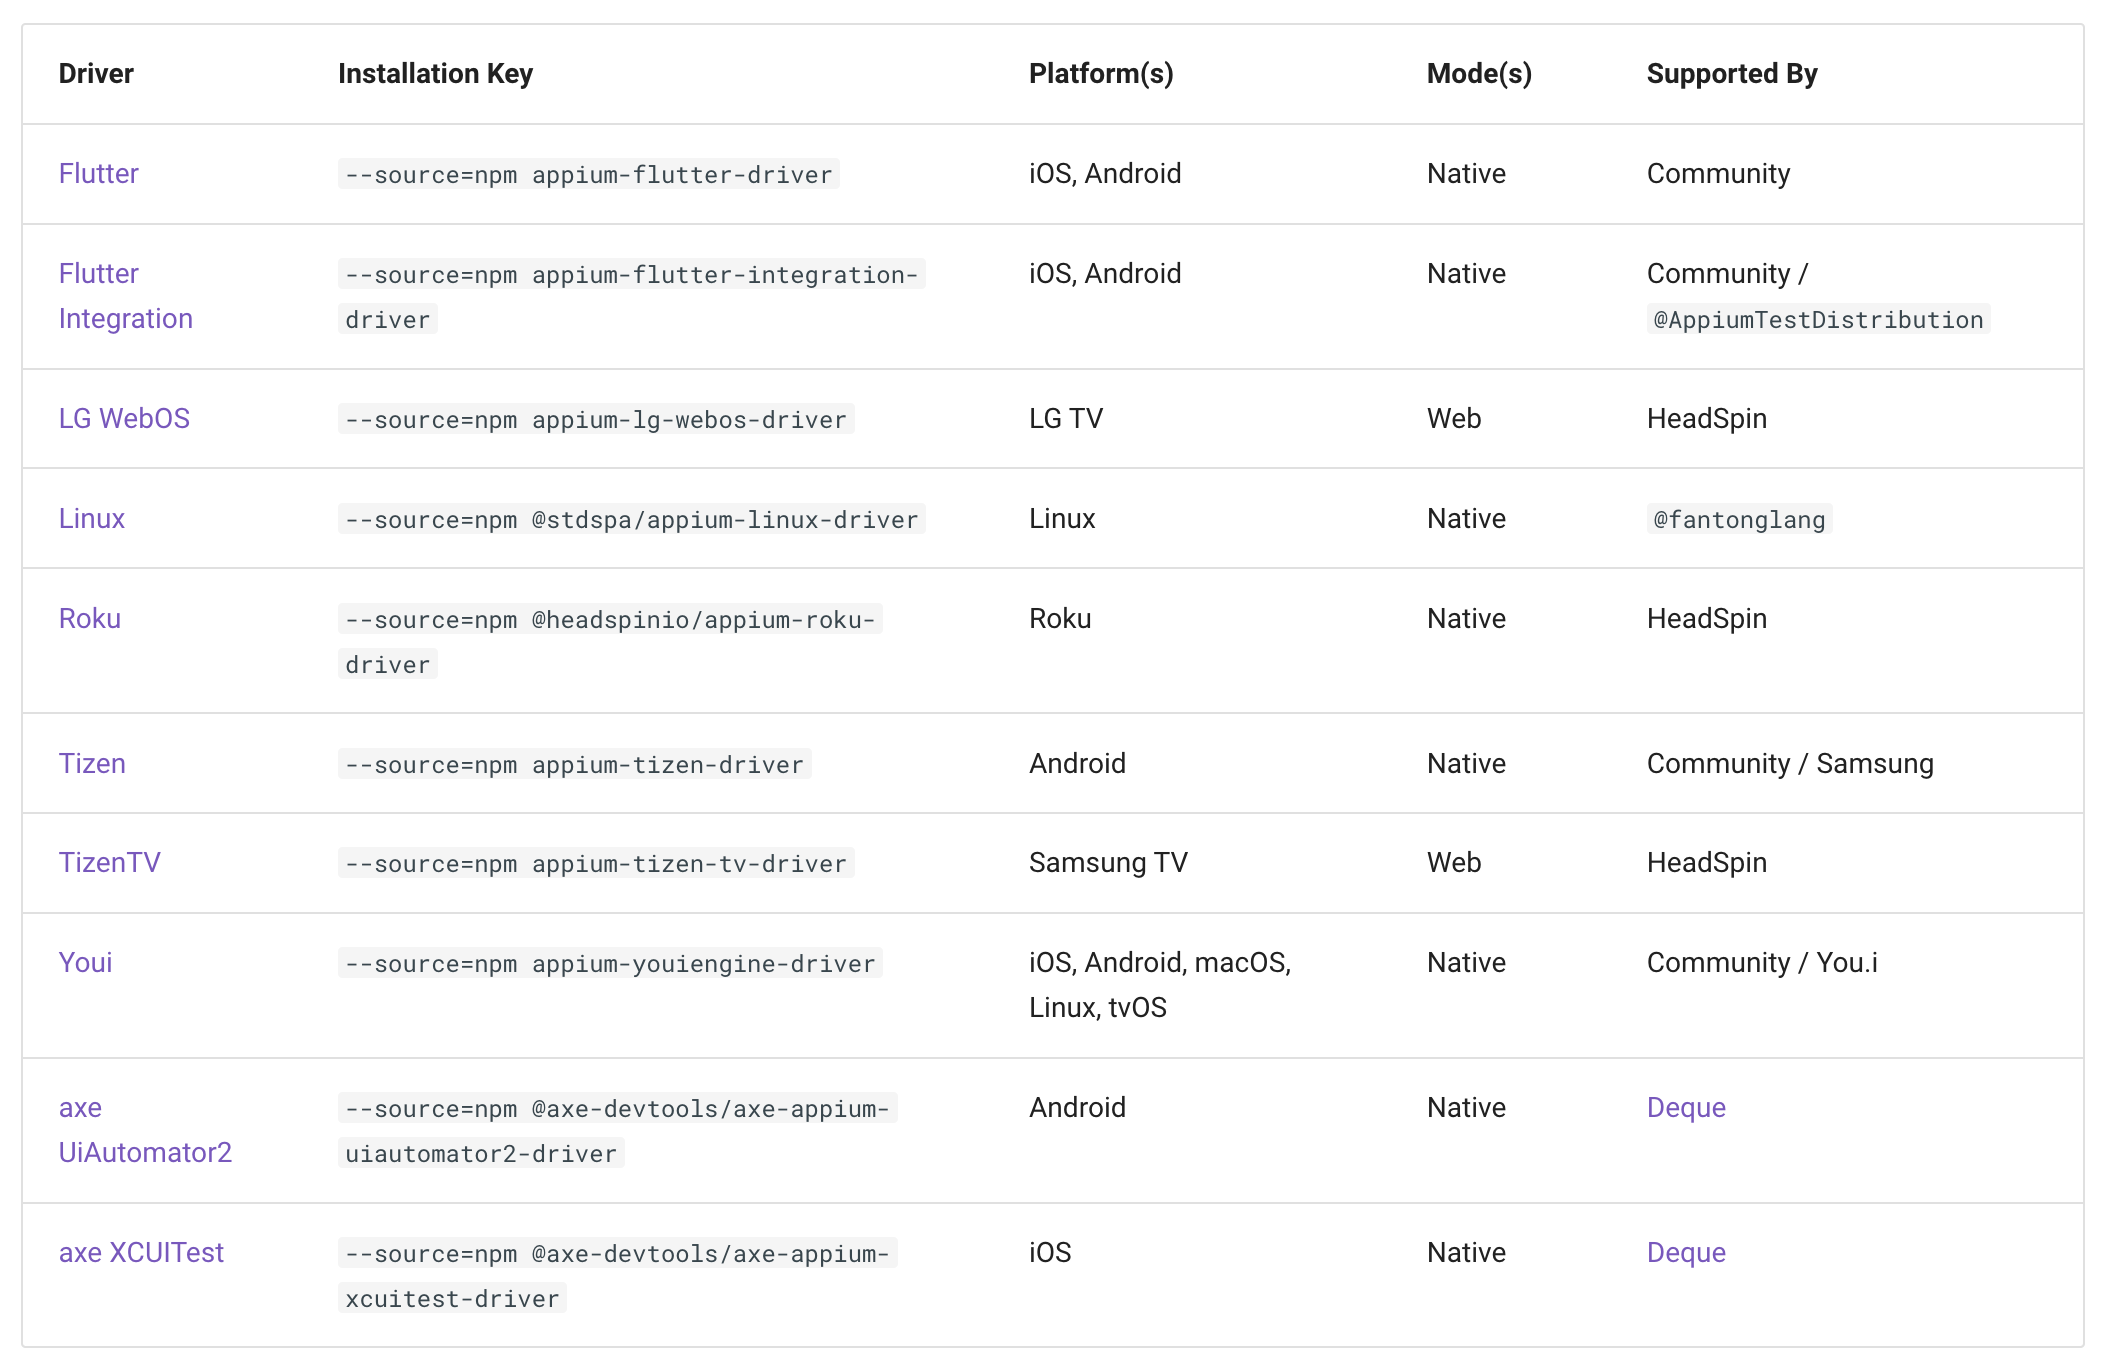 Driver Installation Key Platform(s) Mode(s) Supported By
Flutter --source=npm appium-flutter-driver iOS, Android Native Community
Flutter --source=npm appium-flutter-integration- iOS, Android Native Community /
Integration driver @AppiumTestDistribution
LG WebOS --source=npm appium-lg-webos-driver LG TV Web HeadSpin
Linux --source=npm @stdspa/appium-linux-driver Linux Native @fantonglang
Roku --source=npm @headspinio/appium-roku- Roku Native HeadSpin
driver
Tizen --source=npm appium-tizen-driver Android Native Community / Samsung
TizenTV --source=npm appium-tizen-tv-driver Samsung TV Web HeadSpin
Youi --source=npm appium-youiengine-driver iOS, Android, macOS, Native Community / You.i
Linux, tvOS
axe --source=npm @axe-devtools/axe-appium- Android Native Deque
UiAutomator2 uiautomator2-driver
axe XCUITest --source=npm @axe-devtools/axe-appium- iOS Native Deque
xcuitest-driver